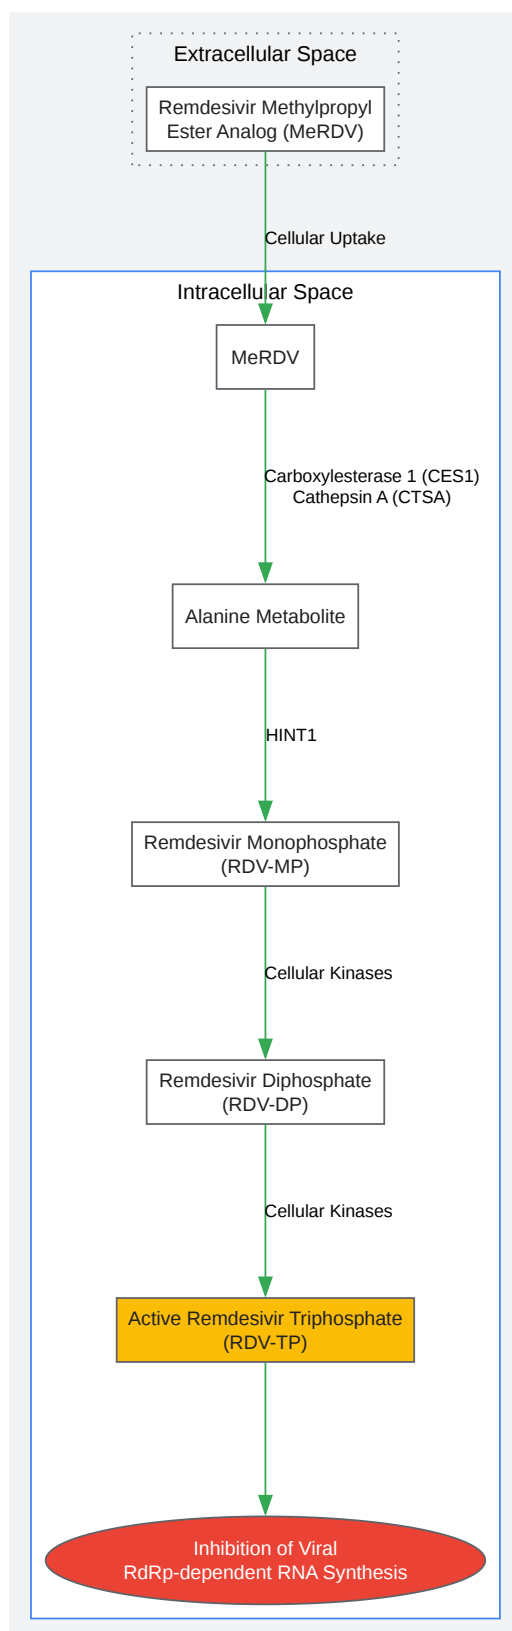 Extracellular Space
Remdesivir Methylpropyl
Ester Analog (MeRDV)
Cellular Uptake
Intracellular Space
MeRDV
Carboxylesterase 1 (CES1)
Cathepsin A (CTSA)
Alanine Metabolite
HINT1
Remdesivir Monophosphate
(RDV-MP)
Cellular Kinases
Remdesivir Diphosphate
(RDV-DP)
Cellular Kinases
Active Remdesivir Triphosphate
(RDV-TP)
Inhibition of Viral
RdRp-dependent RNA Synthesis